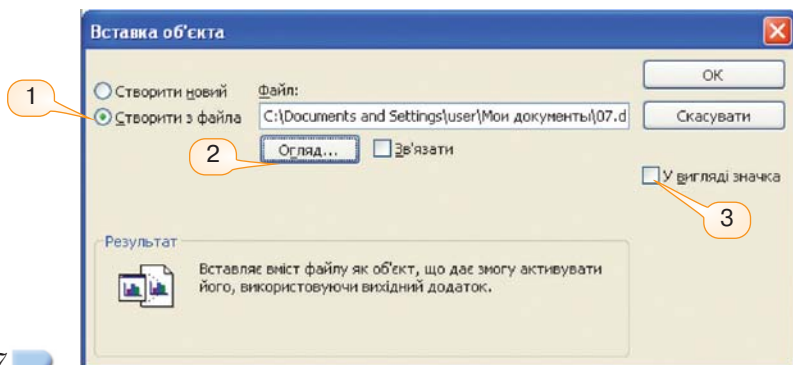 Вставка об'єкта
1
Створити новий
Файл:
ОК
Створити з файла
C:\Documents and Settings\user\Мои документы\07.d
Скасувати
2
Огляд...
Зв'язати
У вигляді значка
3
Результат
Вставляє вміст файлу як об'єкт, що дає змогу активувати
його, використовуючи вихідний додаток.
7